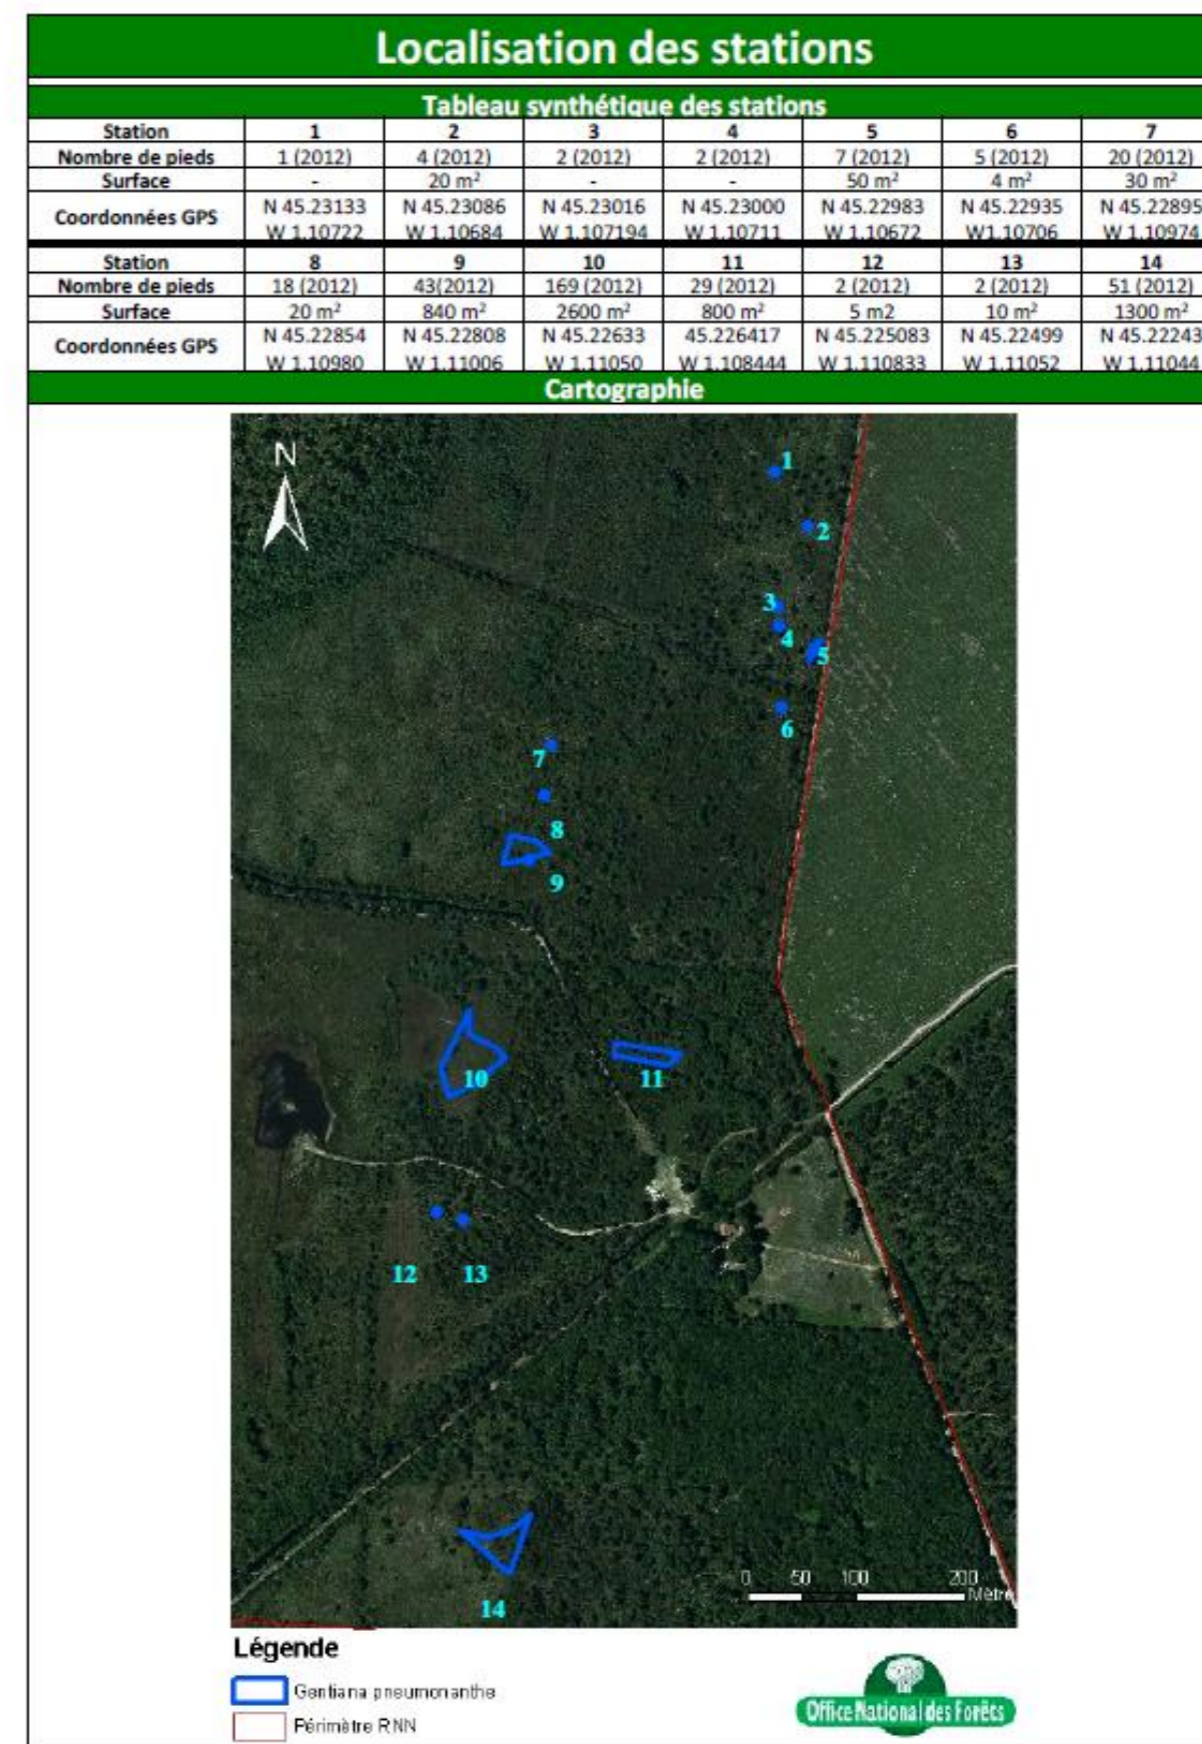 Localisation des stations
Tableau synthétique des stations
Station 1 2 3 4 5 6 7
Nombre de pieds 1 (2012) 4 (2012) 2 (2012) 2 (2012) 7 (2012) 5 (2012) 20 (2012)
Surface - 20 m² - - 50 m² 4 m² 30 m²
Coordonnées GPS N 45.23133 N 45.23086 N 45.23016 N 45.23000 N 45.22983 N 45.22935 N 45.22895
W 1.10722 W 1.10684 W 1.107194 W 1.10711 W 1.10672 W1.10706 W 1.10974
Station 8 9 10 11 12 13 14
Nombre de pieds 18 (2012) 43(2012) 169 (2012) 29 (2012) 2 (2012) 2 (2012) 51 (2012)
Surface 20 m² 840 m² 2600 m² 800 m² 5 m2 10 m² 1300 m²
Coordonnées GPS N 45.22854 N 45.22808 N 45.22633 45.226417 N 45.225083 N 45.22499 N 45.22243
W 1.10980 W 1.11006 W 1.11050 W 1.108444 W 1.110833 W 1.11052 W 1.11044
Cartographie
N
1
2
3
4
5
6
7
8
9
10
11
12 13
14
0 50 100 200
Mètre
Légende
Gentiana pneumonanthe
Périmètre RNN
Office National des Forêts